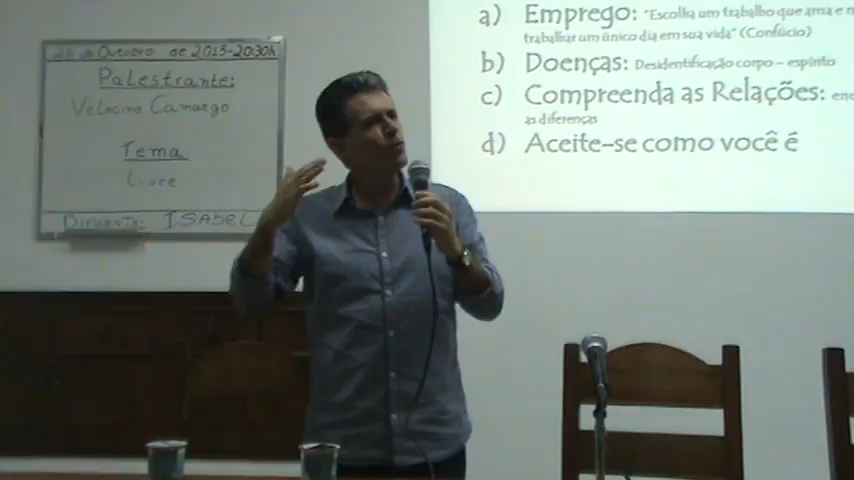 de Outubro de 2015-20:30h
Palestrante:
Velocino Camargo
Tema
Livre
Dirigente: ISABEL
a) Emprego: "Escolha um trabalho que ama e n
trabalhar um único dia em sua vida" (Confúcio)
b) Doenças: Desidentificação corpo – espírito
c) Compreenda as Relações: en
as diferenças
d) Aceite-se como você é